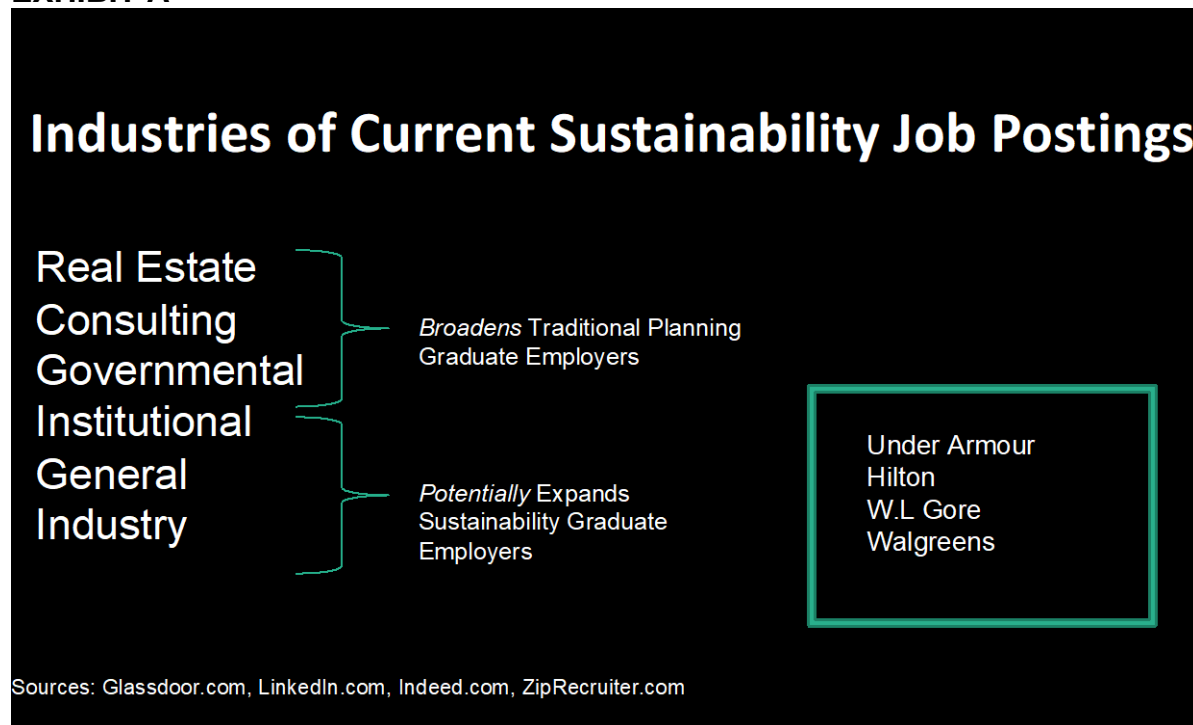 EXHIBIT A
Industries of Current Sustainability Job Postings
Real Estate
Consulting
Governmental
Institutional
General
Industry
Broadens Traditional Planning
Graduate Employers
Potentially Expands
Sustainability Graduate
Employers
Under Armour
Hilton
W.L Gore
Walgreens
Sources: Glassdoor.com, LinkedIn.com, Indeed.com, ZipRecruiter.com